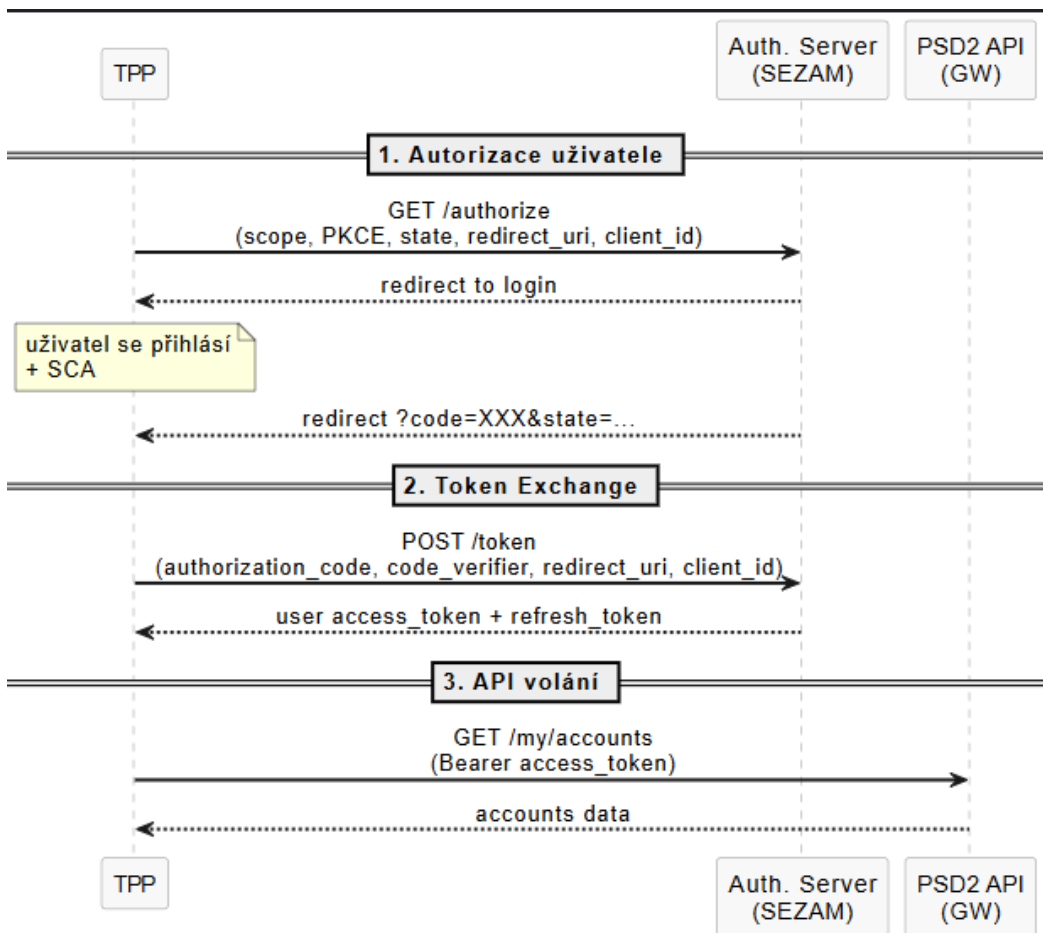 TPP
Auth. Server
(SEZAM)
PSD2 API
(GW)
1. Autorizace uživatele
GET /authorize
(scope, PKCE, state, redirect_uri, client_id)
redirect to login
uživatel se přihlásí
+ SCA
redirect ?code=XXX&state=...
2. Token Exchange
POST /token
(authorization_code, code_verifier, redirect_uri, client_id)
user access_token + refresh_token
3. API volání
GET /my/accounts
(Bearer access_token)
accounts data
TPP
Auth. Server
(SEZAM)
PSD2 API
(GW)